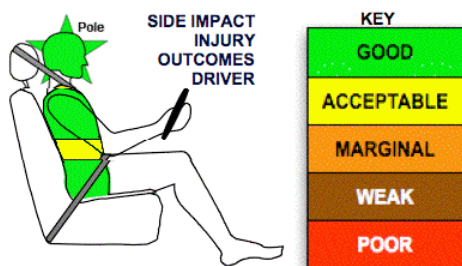 Pole
SIDE IMPACT
INJURY
OUTCOMES
DRIVER
KEY
GOOD
ACCEPTABLE
MARGINAL
WEAK
POOR